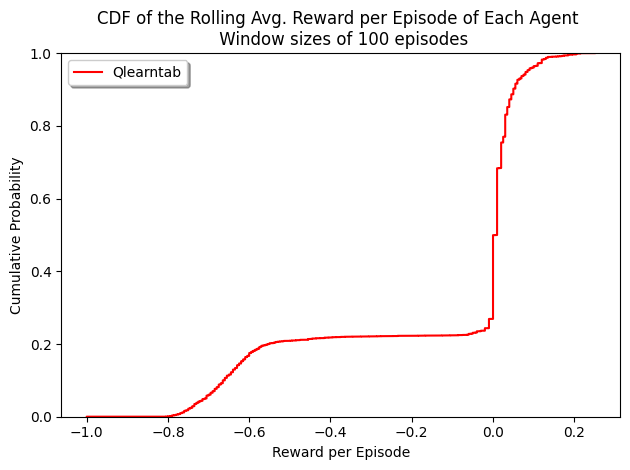 CDF of the Rolling Avg. Reward per Episode of Each Agent
Window sizes of 100 episodes
Qlearntab
1.0
0.8
0.6
0.4
0.2
0.0
Cumulative Probability
−1.0 −0.8 −0.6 −0.4 −0.2 0.0 0.2
Reward per Episode